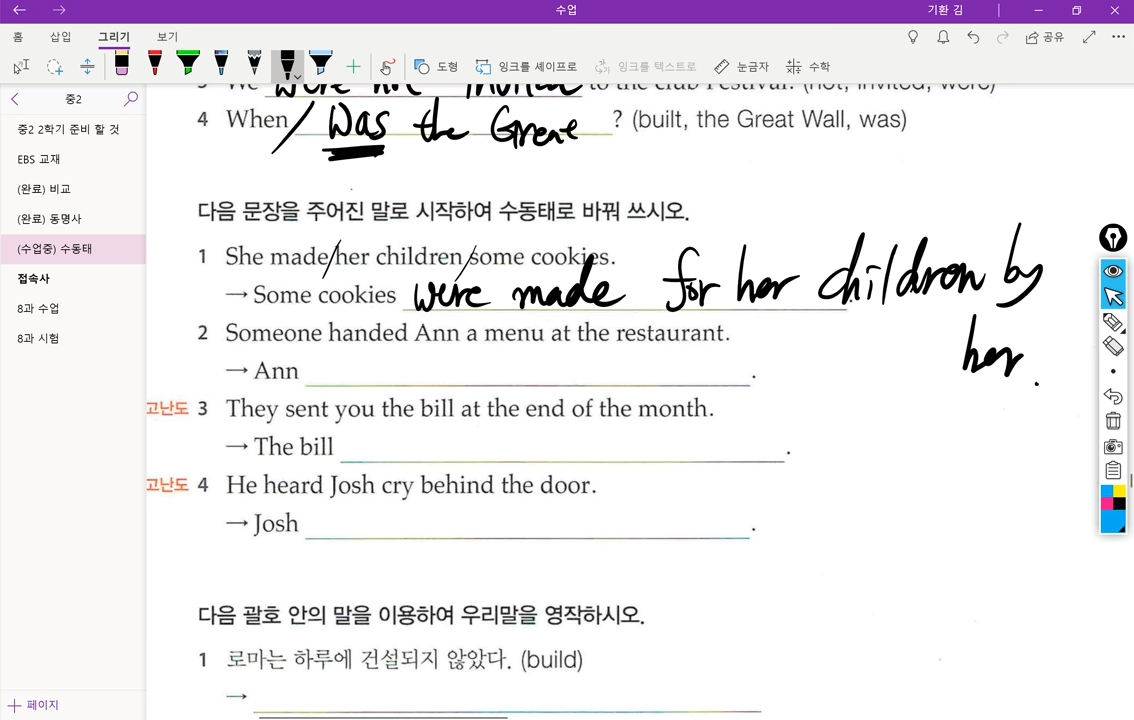 수업
기환 김
홈 삽입 그리기 보기
공유
도형 잉크를 셰이프로 잉크를 텍스트로 눈금자 수학
중2
중2 2학기 준비 할 것
EBS 교재
(완료) 비교
(완료) 동명사
(수업중) 수동태
접속사
8과 수업
8과 시험
페이지
3 We were not invited to the club Festival. (not, invited, were)
4 When / was the Great ? (built, the Great Wall, was)
다음 문장을 주어진 말로 시작하여 수동태로 바꿔 쓰시오.
1 She made/her children/some cookies.
→ Some cookies were made for her children by
her.
2 Someone handed Ann a menu at the restaurant.
→ Ann .
고난도 3 They sent you the bill at the end of the month.
→ The bill .
고난도 4 He heard Josh cry behind the door.
→ Josh .
다음 괄호 안의 말을 이용하여 우리말을 영작하시오.
1 로마는 하루에 건설되지 않았다. (build)
→